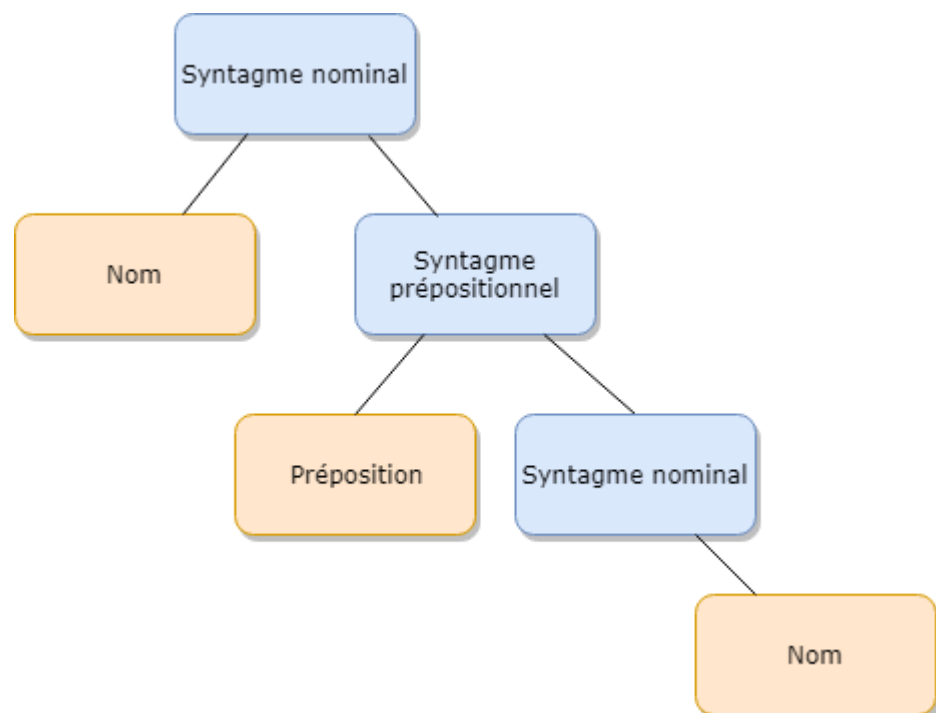 Syntagme nominal
Nom
Syntagme
prépositionnel
Préposition
Syntagme nominal
Nom